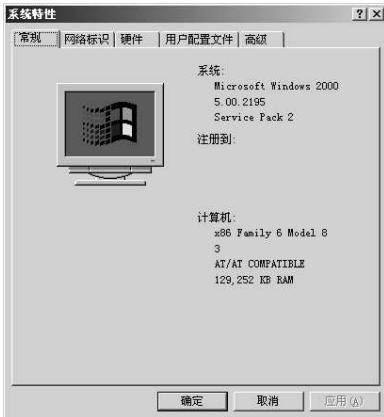 系统特性
常规
网络标识
硬件
用户配置文件
高级
系统:
Microsoft Windows 2000
5.00.2195
Service Pack 2
注册到:
计算机:
x86 Family 6 Model 8
3
AT/AT COMPATIBLE
129,252 KB RAM
确定
取消
应用(A)